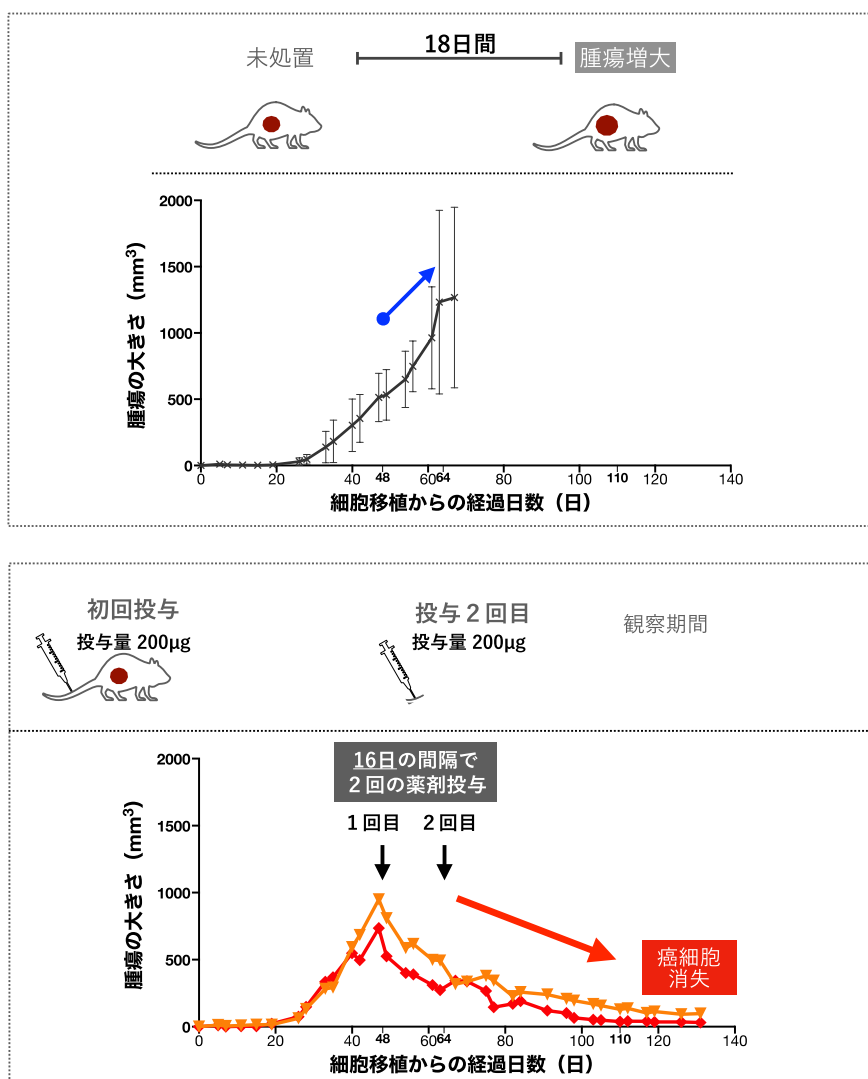 18日間
未処置
腫瘍増大
2000
1500
1000
500
0
腫瘍の大きさ（mm³）
0 20 40 48 60 64 80 100 110 120 140
細胞移植からの経過日数（日）
初回投与
投与量 200μg
投与２回目
投与量 200μg
観察期間
16日の間隔で
２回の薬剤投与
１回目
２回目
2000
1500
1000
500
0
腫瘍の大きさ（mm³）
癌細胞
消失
0 20 40 48 60 64 80 100 110 120 140
細胞移植からの経過日数（日）